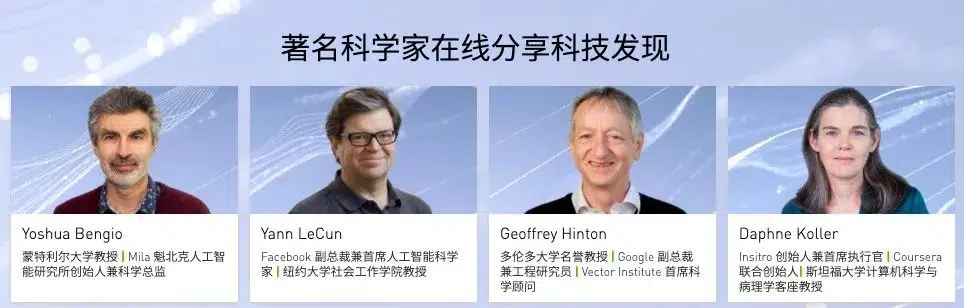 著名科学家在线分享科技发现
Yoshua Bengio
蒙特利尔大学教授 | Mila 魁北克人工智
能研究所创始人兼科学总监
Yann LeCun
Facebook 副总裁兼首席人工智能科学
家 | 纽约大学社会工作学院教授
Geoffrey Hinton
多伦多大学名誉教授 | Google 副总裁
兼工程研究员 | Vector Institute 首席科
学顾问
Daphne Koller
Insitro 创始人兼首席执行官 | Coursera
联合创始人| 斯坦福大学计算机科学与
病理学客座教授